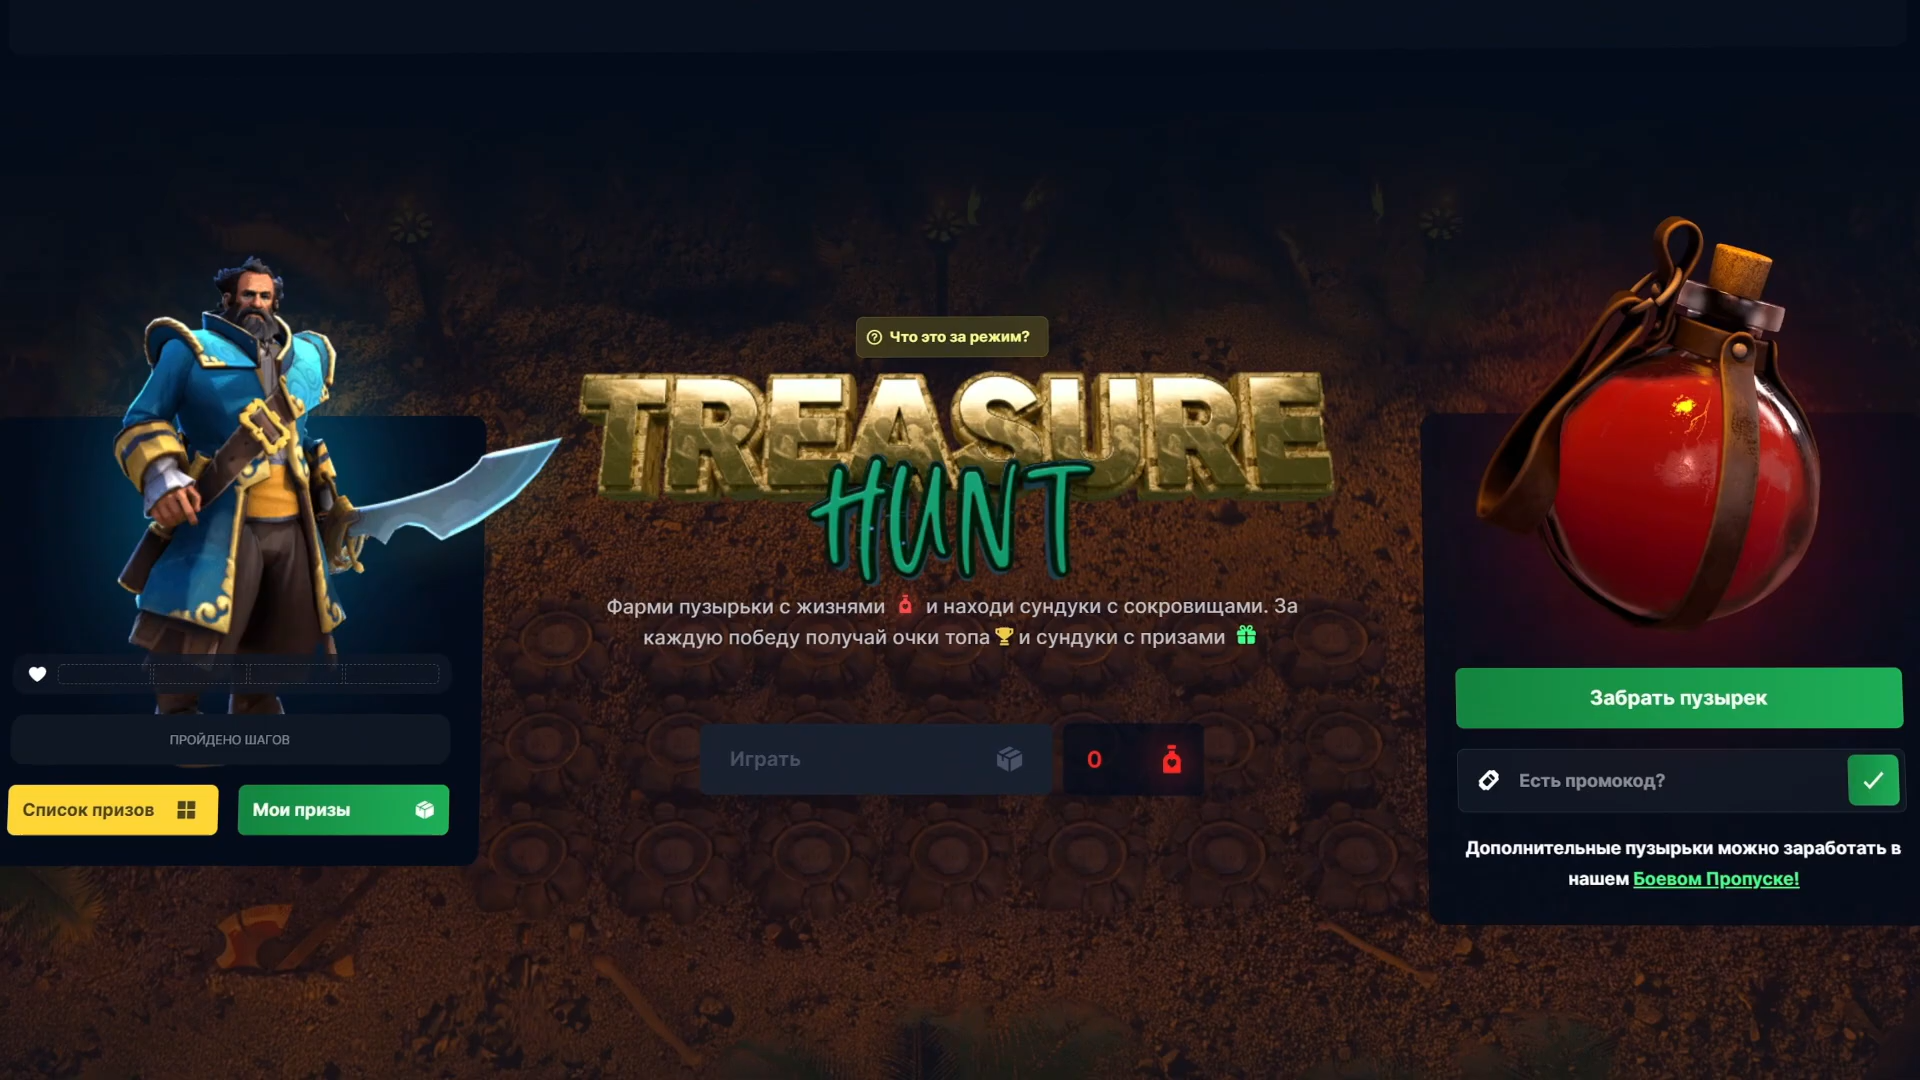 Что это за режим?
TREASURE
HUNT
Фарми пузырьки с жизнями и находи сундуки с сокровищами. За
каждую победу получай очки топа и сундуки с призами
ПРОЙДЕНО ШАГОВ
Список призов
Мои призы
Играть
0
Забрать пузырек
Есть промокод?
Дополнительные пузырьки можно заработать в
нашем Боевом Пропуске!